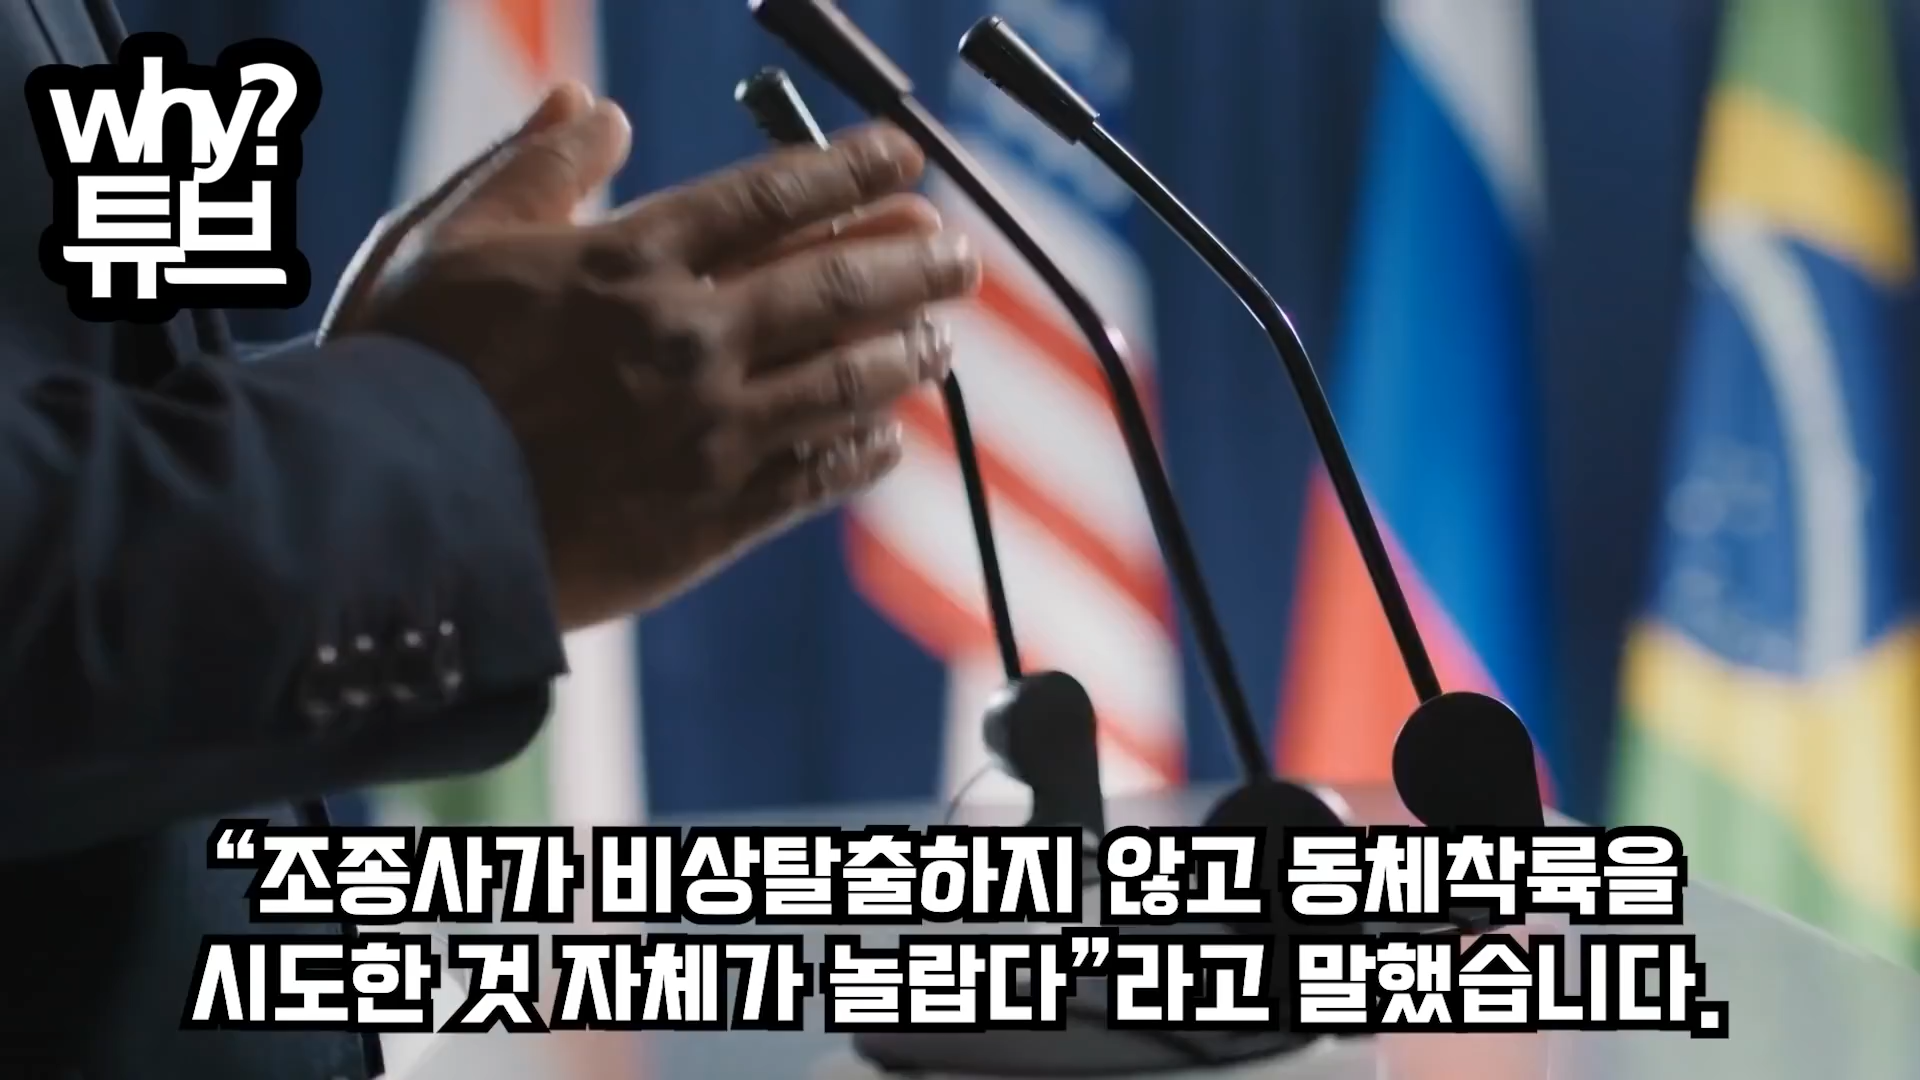 why?
튜브
“조종사가 비상탈출하지 않고 동체착륙을
시도한 것 자체가 놀랍다”라고 말했습니다.